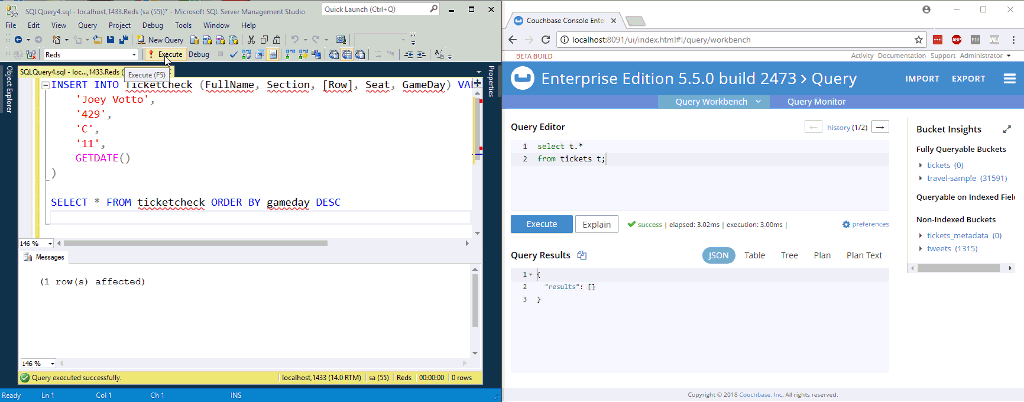 SQLQuery4.sql - localhost,1433.Reds (sa (55))* - Microsoft SQL Server Management Studio
Quick Launch (Ctrl+Q)
File Edit View Query Project Debug Tools Window Help
New Query
Reds
Execute Debug
SQLQuery4.sql - loc...,1433.Reds (
Execute (F5)
Object Explorer
Properties
INSERT INTO TicketCheck (FullName, Section, [Row], Seat, GameDay) VAL
'Joey Votto',
'429',
'C',
'11',
GETDATE()
)
SELECT * FROM ticketcheck ORDER BY gameday DESC
146 %
Messages
(1 row(s) affected)
146 %
Query executed successfully.
localhost,1433 (14.0 RTM) sa (55) Reds 00:00:00 0 rows
Ready Ln 1 Col 1 Ch 1 INS
Couchbase Console Ente
localhost:8091/ui/index.html#!/query/workbench
BETA BUILD
Activity Documentation Support Administrator
Enterprise Edition 5.5.0 build 2473 > Query
IMPORT EXPORT
Query Workbench Query Monitor
Query Editor
history (1/2)
1 select t.*
2 from tickets t;
Execute Explain
success | elapsed: 3.02ms | execution: 3.00ms |
preferences
Query Results
JSON Table Tree Plan Plan Text
1 {
2 "results": []
3 }
Bucket Insights
Fully Queryable Buckets
tickets (0)
travel-sample (31591)
Queryable on Indexed Field
Non-Indexed Buckets
tickets_metadata (0)
tweets (1315)
Copyright © 2018 Couchbase, Inc. All rights reserved.